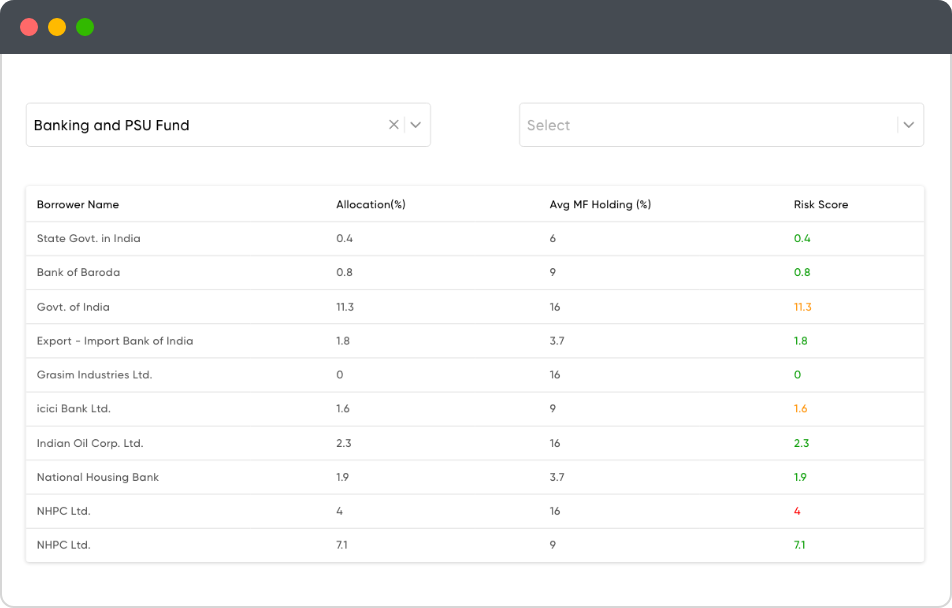 Banking and PSU Fund
Select
Borrower Name Allocation(%) Avg MF Holding (%) Risk Score
State Govt. in India 0.4 6 0.4
Bank of Baroda 0.8 9 0.8
Govt. of India 11.3 16 11.3
Export - Import Bank of India 1.8 3.7 1.8
Grasim Industries Ltd. 0 16 0
icici Bank Ltd. 1.6 9 1.6
Indian Oil Corp. Ltd. 2.3 16 2.3
National Housing Bank 1.9 3.7 1.9
NHPC Ltd. 4 16 4
NHPC Ltd. 7.1 9 7.1